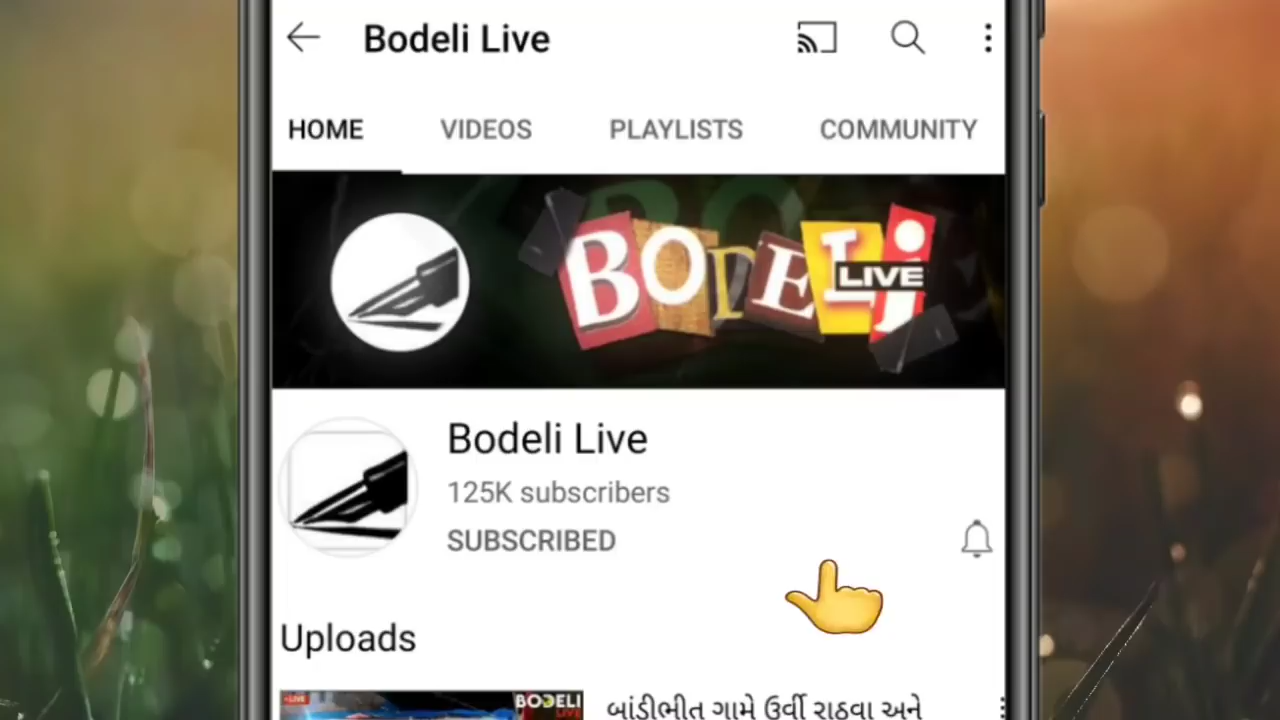 Bodeli Live
HOME VIDEOS PLAYLISTS COMMUNITY
BODELi
LIVE
Bodeli Live
125K subscribers
SUBSCRIBED
Uploads
LIVE
BODELI
LIVE
બાંડીભીત ગામે ઉર્વી રાઠવા અને